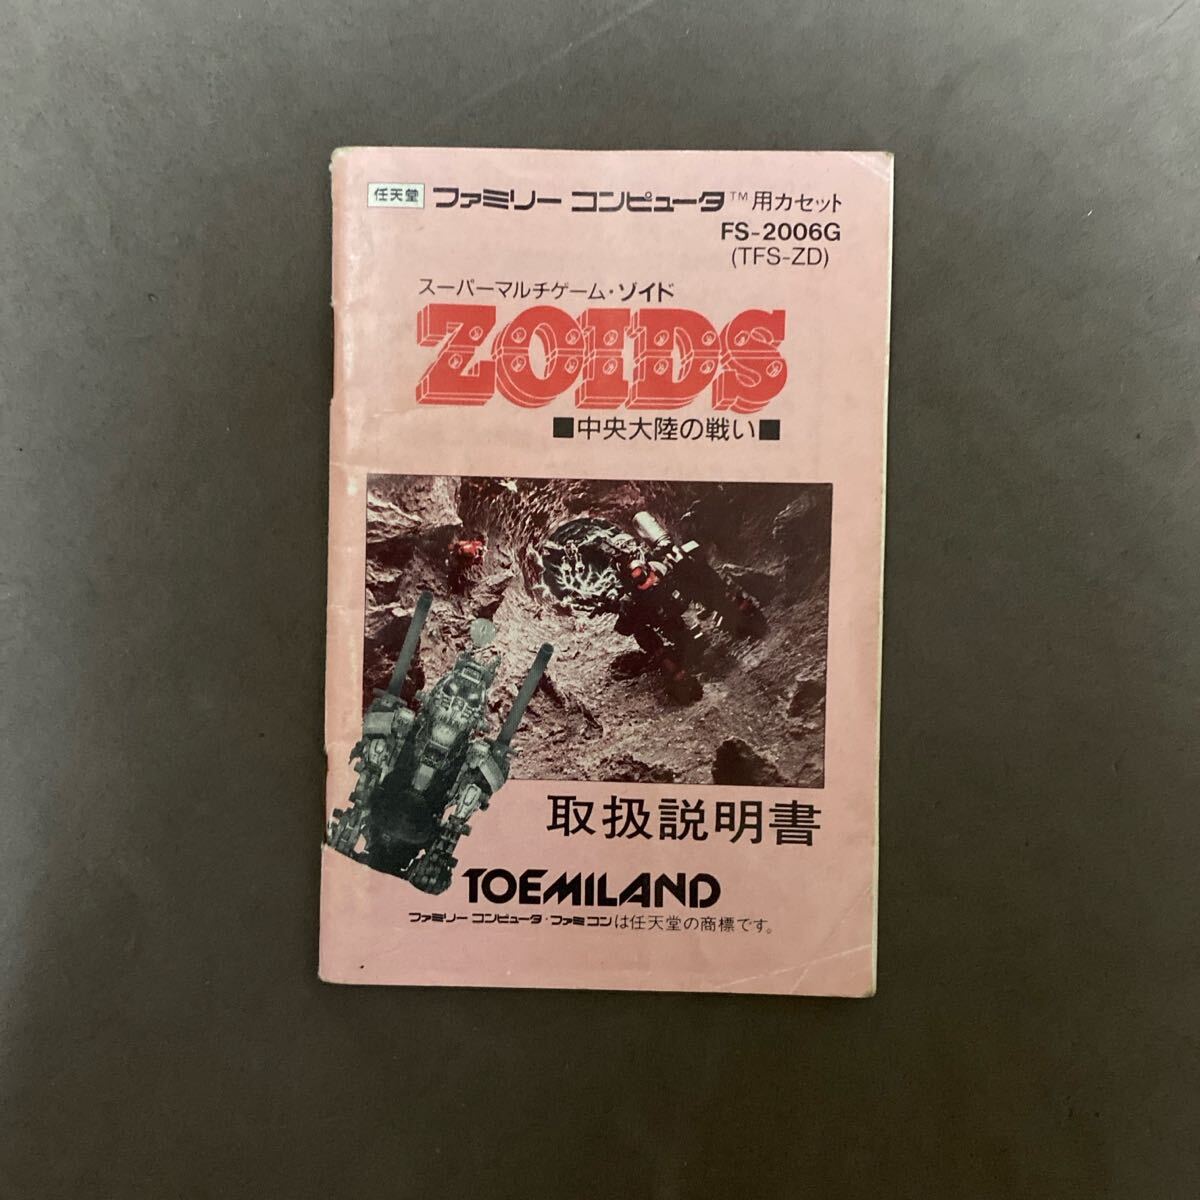 任天堂 ファミリー コンピュータ™用カセット
FS-2006G
(TFS-ZD)
スーパーマルチゲーム・ゾイド
ZOIDS
■中央大陸の戦い■
取扱説明書
TOEMILAND
ファミリー コンピュータ・ファミコンは任天堂の商標です。